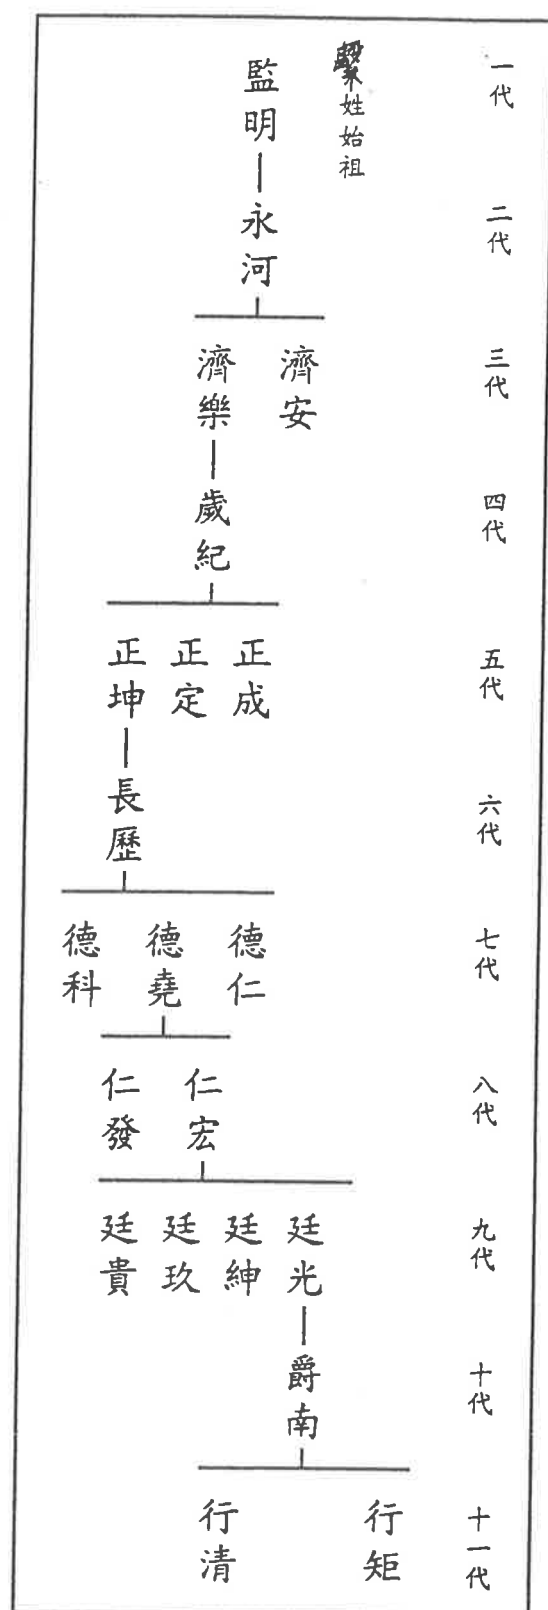 一代
姓始祖
監明
二代
永河
三代
濟安
濟樂
四代
歲紀
五代
正成
正定
正坤
六代
長歷
七代
德仁
德堯
德科
八代
仁宏
仁發
九代
廷光
廷紳
廷玖
廷貴
十代
爵南
十一代
行矩
行清